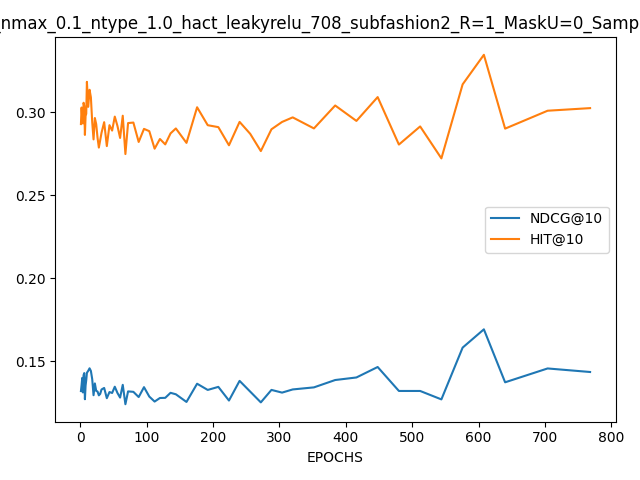 _nmax_0.1_ntype_1.0_hact_leakyrelu_708_subfashion2_R=1_MaskU=0_Samp
0.30
0.25
0.20
0.15
NDCG@10
HIT@10
0 100 200 300 400 500 600 700 800
EPOCHS